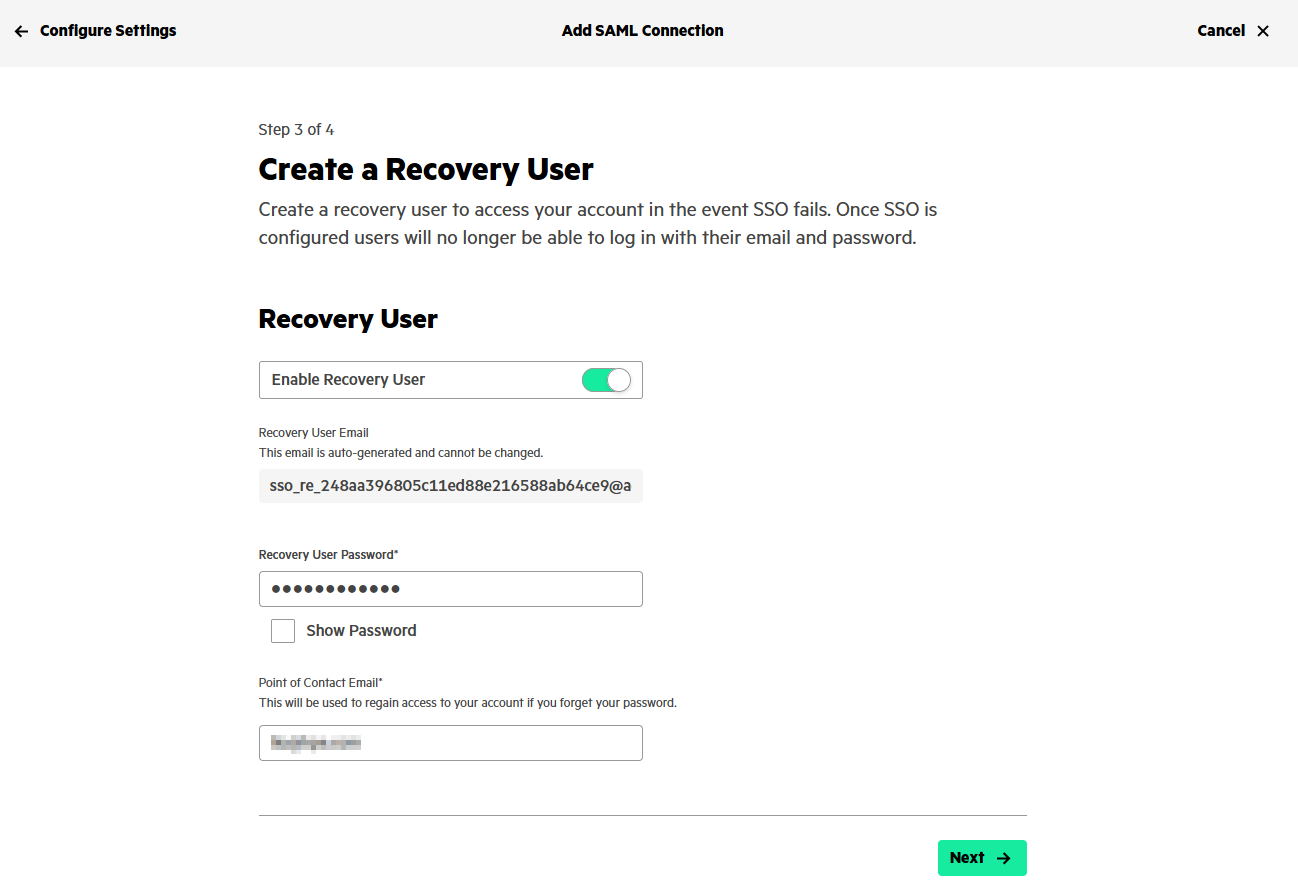 Configure Settings
Add SAML Connection
Cancel
Step 3 of 4
Create a Recovery User
Create a recovery user to access your account in the event SSO fails. Once SSO is
configured users will no longer be able to log in with their email and password.
Recovery User
Enable Recovery User
Recovery User Email
This email is auto-generated and cannot be changed.
sso_re_248aa396805c11ed88e216588ab64ce9@a
Recovery User Password*
Show Password
Point of Contact Email*
This will be used to regain access to your account if you forget your password.
Next